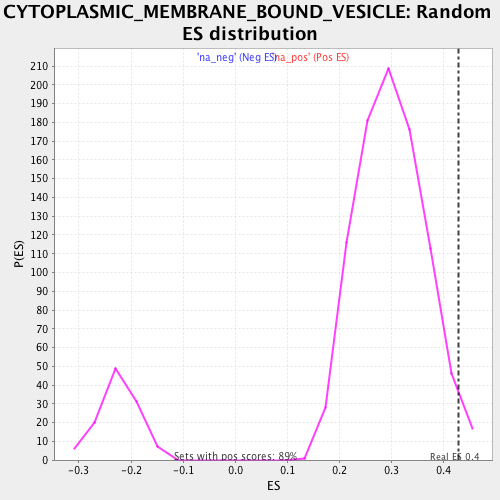 CYTOPLASMIC_MEMBRANE_BOUND_VESICLE: Random
ES distribution
'na_neg' (Neg ES) 'na_pos' (Pos ES)
P(ES)
210
200
190
180
170
160
150
140
130
120
110
100
90
80
70
60
50
40
30
20
10
0
Sets with pos scores: 89%
Real ES 0.4
-0.3 -0.2 -0.1 0.0 0.1 0.2 0.3 0.4
ES